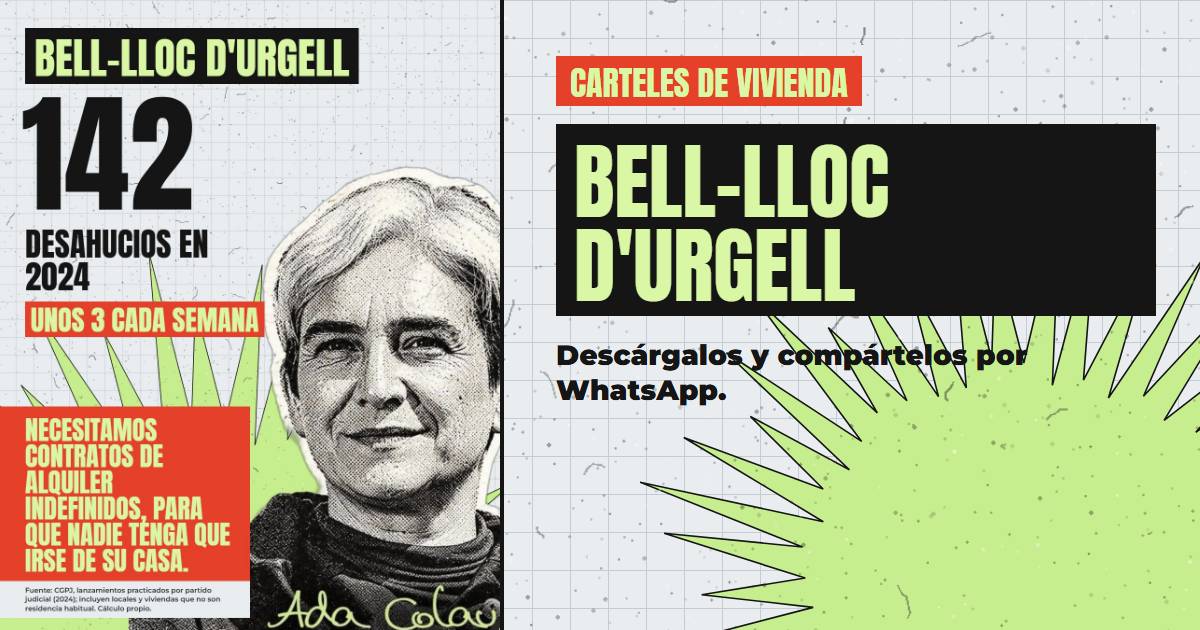 BELL-LLOC D'URGELL
142
DESAHUCIOS EN
2024
UNOS 3 CADA SEMANA
NECESITAMOS
CONTRATOS DE
ALQUILER
INDEFINIDOS, PARA
QUE NADIE TENGA QUE
IRSE DE SU CASA.
Fuente: CGPJ, lanzamientos practicados por partido
judicial (2024); incluyen locales y viviendas que no son
residencia habitual. Cálculo propio.
Ada Colau
CARTELES DE VIVIENDA
BELL-LLOC
D'URGELL
Descárgalos y compártelos por
WhatsApp.